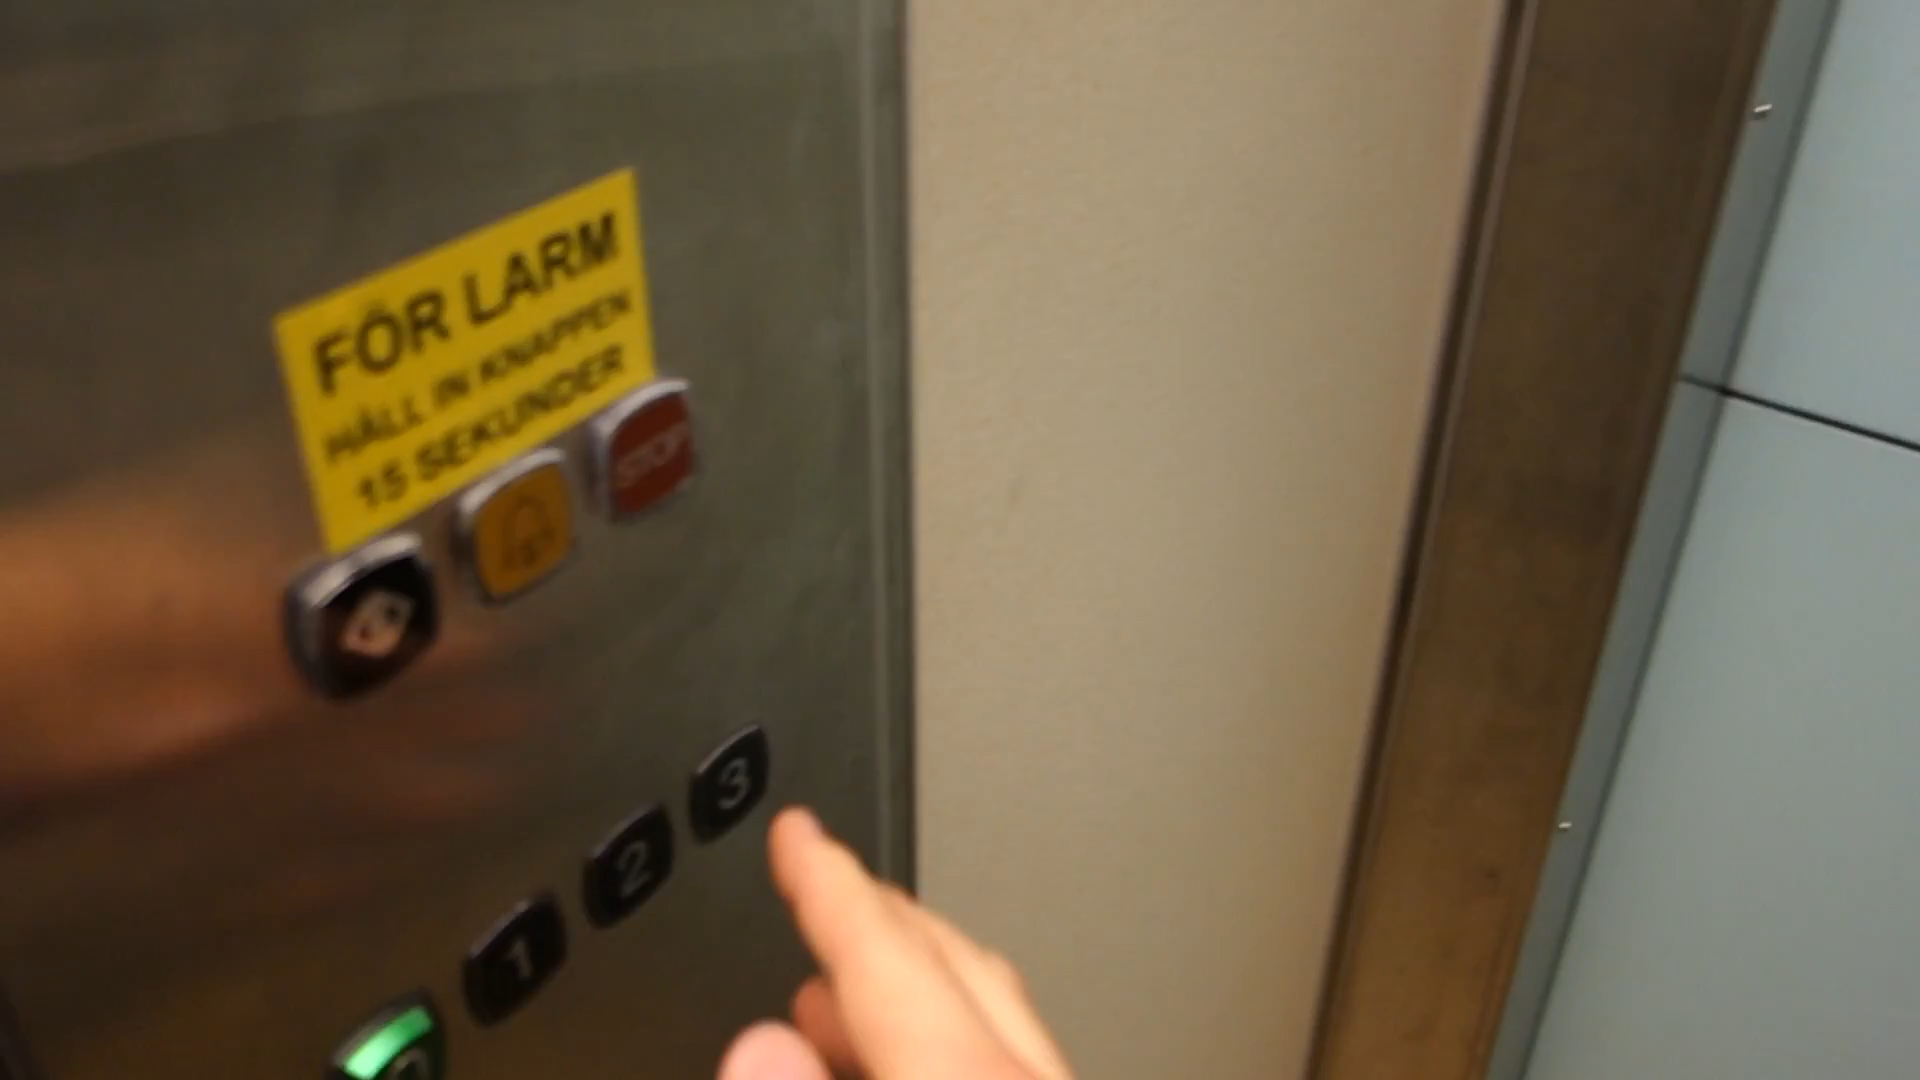 FÖR LARM
HÅLL IN KNAPPEN
15 SEKUNDER
STOP
3
2
1